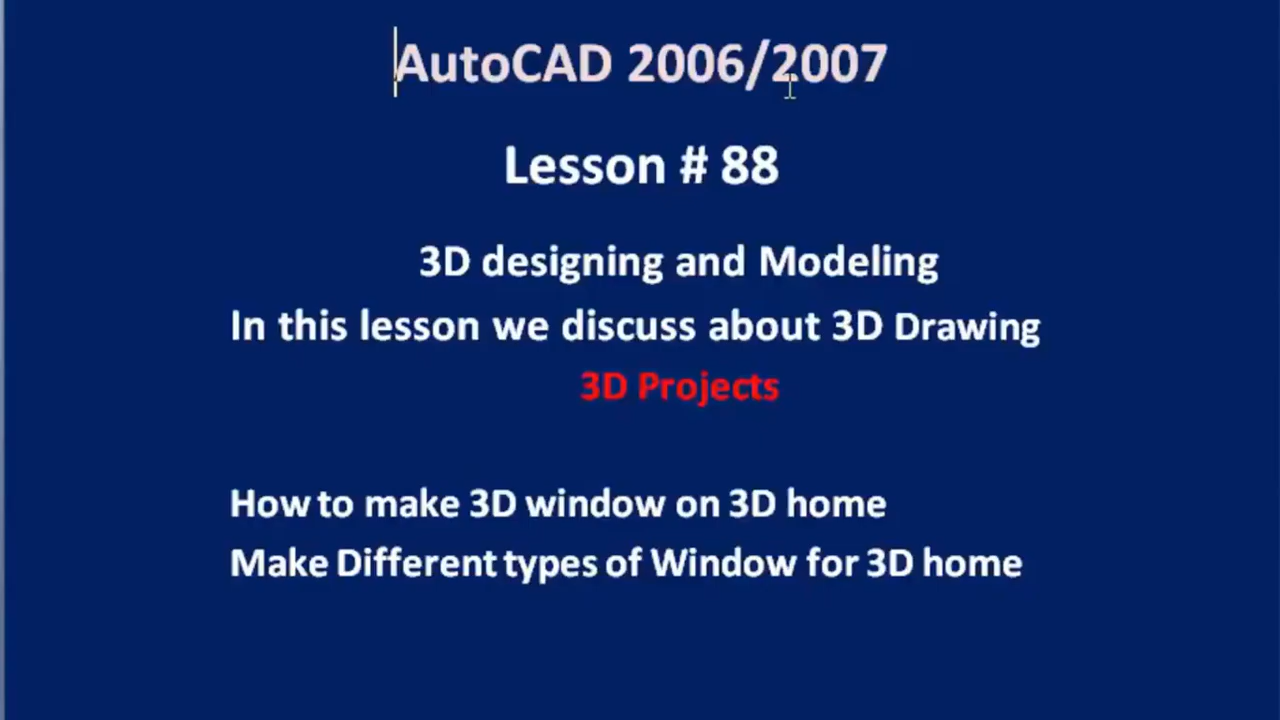 AutoCAD 2006/2007
Lesson # 88
3D designing and Modeling
In this lesson we discuss about 3D Drawing
3D Projects
How to make 3D window on 3D home
Make Different types of Window for 3D home